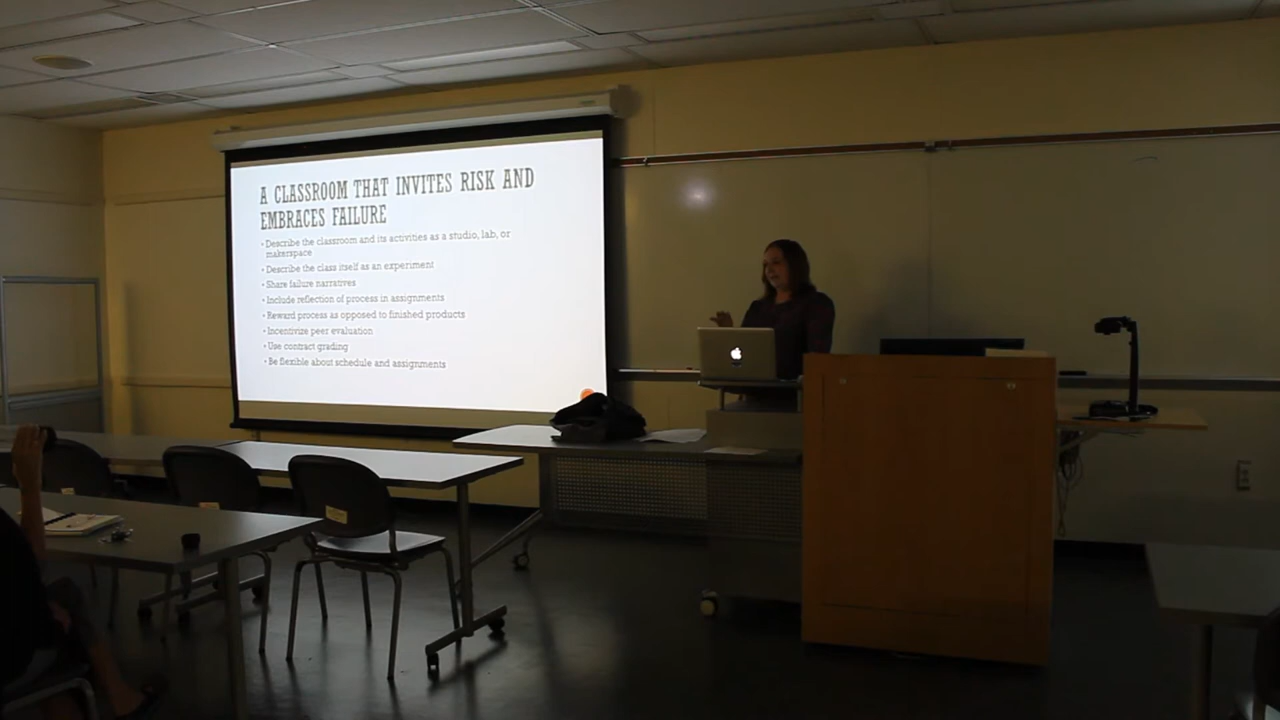 A CLASSROOM THAT INVITES RISK AND
EMBRACES FAILURE
• Describe the classroom and its activities as a studio, lab, or
makerspace
• Describe the class itself as an experiment
• Share failure narratives
• Include reflection of process in assignments
• Reward process as opposed to finished products
• Incentivize peer evaluation
• Use contract grading
• Be flexible about schedule and assignments